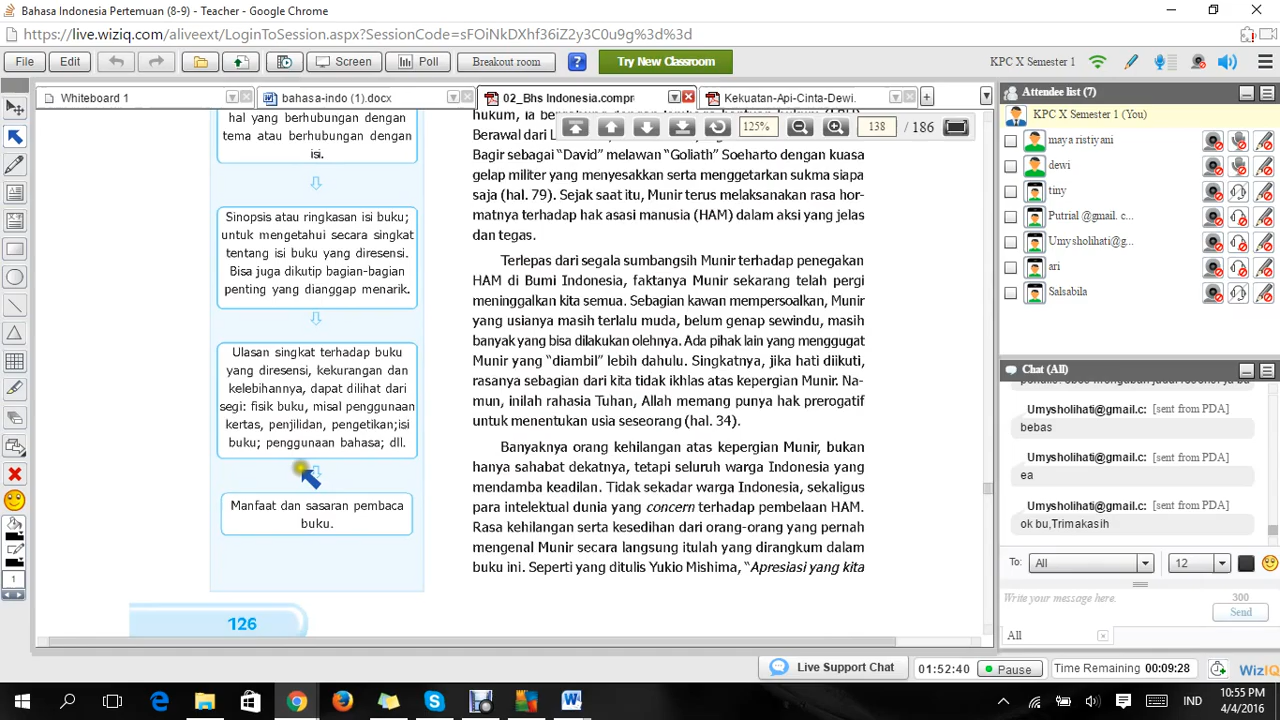 Bahasa Indonesia Pertemuan (8-9) - Teacher - Google Chrome
https://live.wiziq.com/aliveext/LoginToSession.aspx?SessionCode=sFOiNkDXhf36iZ2y3C0u9g%3d%3d
File Edit Screen Poll Breakout room ? Try New Classroom KPC X Semester 1
Whiteboard 1 bahasa-indo (1).docx 02_Bhs Indonesia.compre Kekuatan-Api-Cinta-Dewi.
125% 138 / 186
hal yang berhubungan dengan
tema atau berhubungan dengan
isi.
Sinopsis atau ringkasan isi buku;
untuk mengetahui secara singkat
tentang isi buku yang diresensi.
Bisa juga dikutip bagian-bagian
penting yang dianggap menarik.
Ulasan singkat terhadap buku
yang diresensi, kekurangan dan
kelebihannya, dapat dilihat dari
segi: fisik buku, misal penggunaan
kertas, penjilidan, pengetikan;isi
buku; penggunaan bahasa; dll.
Manfaat dan sasaran pembaca
buku.
126
Berawal dari L
Bagir sebagai “David” melawan “Goliath” Soeharto dengan kuasa
gelap militer yang menyesakkan serta menggetarkan sukma siapa
saja (hal. 79). Sejak saat itu, Munir terus melaksanakan rasa hor-
matnya terhadap hak asasi manusia (HAM) dalam aksi yang jelas
dan tegas.
Terlepas dari segala sumbangsih Munir terhadap penegakan
HAM di Bumi Indonesia, faktanya Munir sekarang telah pergi
meninggalkan kita semua. Sebagian kawan mempersoalkan, Munir
yang usianya masih terlalu muda, belum genap sewindu, masih
banyak yang bisa dilakukan olehnya. Ada pihak lain yang menggugat
Munir yang “diambil” lebih dahulu. Singkatnya, jika hati diikuti,
rasanya sebagian dari kita tidak ikhlas atas kepergian Munir. Na-
mun, inilah rahasia Tuhan, Allah memang punya hak prerogatif
untuk menentukan usia seseorang (hal. 34).
Banyaknya orang kehilangan atas kepergian Munir, bukan
hanya sahabat dekatnya, tetapi seluruh warga Indonesia yang
mendamba keadilan. Tidak sekadar warga Indonesia, sekaligus
para intelektual dunia yang concern terhadap pembelaan HAM.
Rasa kehilangan serta kesedihan dari orang-orang yang pernah
mengenal Munir secara langsung itulah yang dirangkum dalam
buku ini. Seperti yang ditulis Yukio Mishima, “Apresiasi yang kita
Attendee list (7)
KPC X Semester 1 (You)
maya ristiyani
dewi
tiny
Putrial @gmail. c...
Umysholihati@g...
ari
Salsabila
Chat (All)
Umysholihati@gmail.c: [sent from PDA]
bebas
Umysholihati@gmail.c: [sent from PDA]
ea
Umysholihati@gmail.c: [sent from PDA]
ok bu,Trimakasih
To: All 12
Write your message here. 300
Send
All
1
Live Support Chat 01:52:40 Pause Time Remaining 00:09:28 WizIQ
IND 10:55 PM
4/4/2016